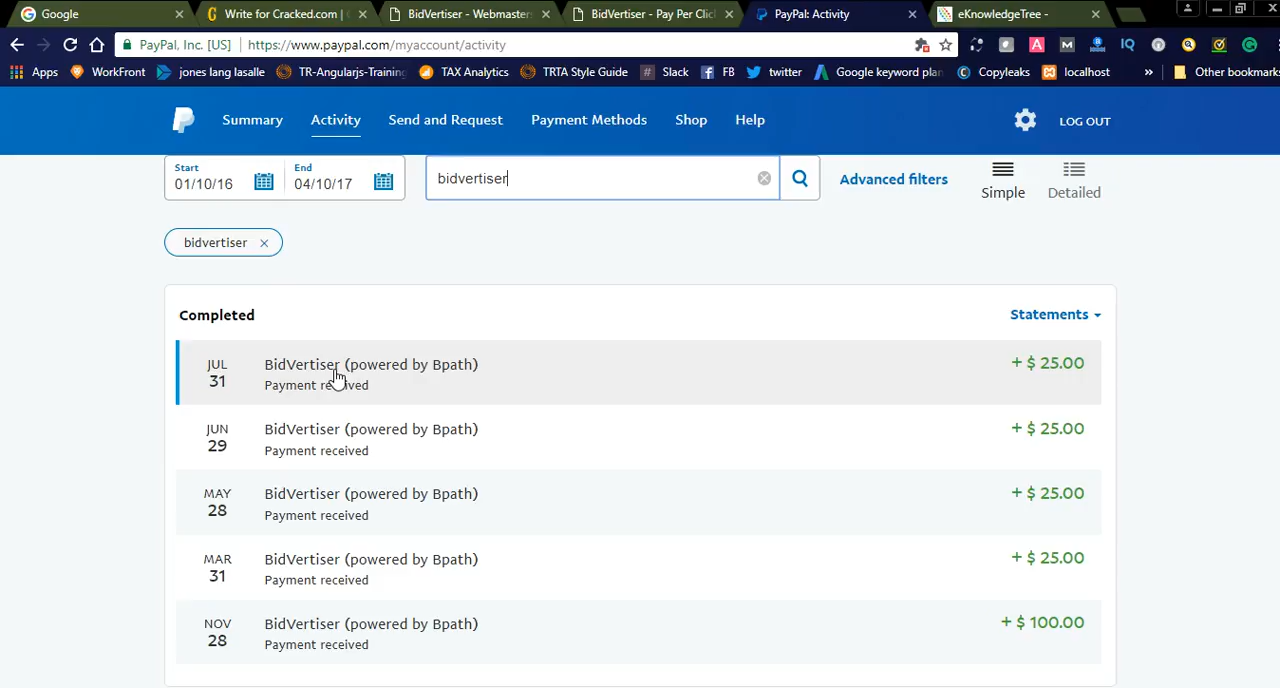 Google
Write for Cracked.com |
BidVertiser - Webmaster
BidVertiser - Pay Per Clic
PayPal: Activity
eKnowledgeTree -
PayPal, Inc. [US] https://www.paypal.com/myaccount/activity
Apps WorkFront jones lang lasalle TR-Angularjs-Training TAX Analytics TRTA Style Guide Slack FB twitter Google keyword plan Copyleaks localhost » Other bookmarks
Summary Activity Send and Request Payment Methods Shop Help LOG OUT
Start
01/10/16
End
04/10/17
bidvertiser
Advanced filters
Simple
Detailed
bidvertiser ×
Completed
Statements
JUL 31
BidVertiser (powered by Bpath)
Payment received
+ $ 25.00
JUN 29
BidVertiser (powered by Bpath)
Payment received
+ $ 25.00
MAY 28
BidVertiser (powered by Bpath)
Payment received
+ $ 25.00
MAR 31
BidVertiser (powered by Bpath)
Payment received
+ $ 25.00
NOV 28
BidVertiser (powered by Bpath)
Payment received
+ $ 100.00